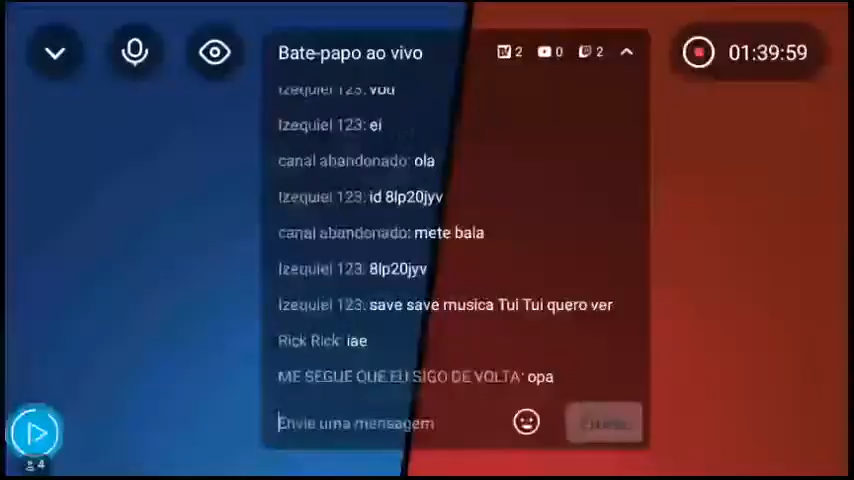 Bate-papo ao vivo 2 0 2
01:39:59
Izequiel 123: vou
Izequiel 123: ei
canal abandonado: ola
Izequiel 123: id 8lp20jyv
canal abandonado: mete bala
Izequiel 123: 8lp20jyv
Izequiel 123: save save musica Tui Tui quero ver
Rick Rick: iae
ME SEGUE QUE EU SIGO DE VOLTA: opa
Envie uma mensagem
4